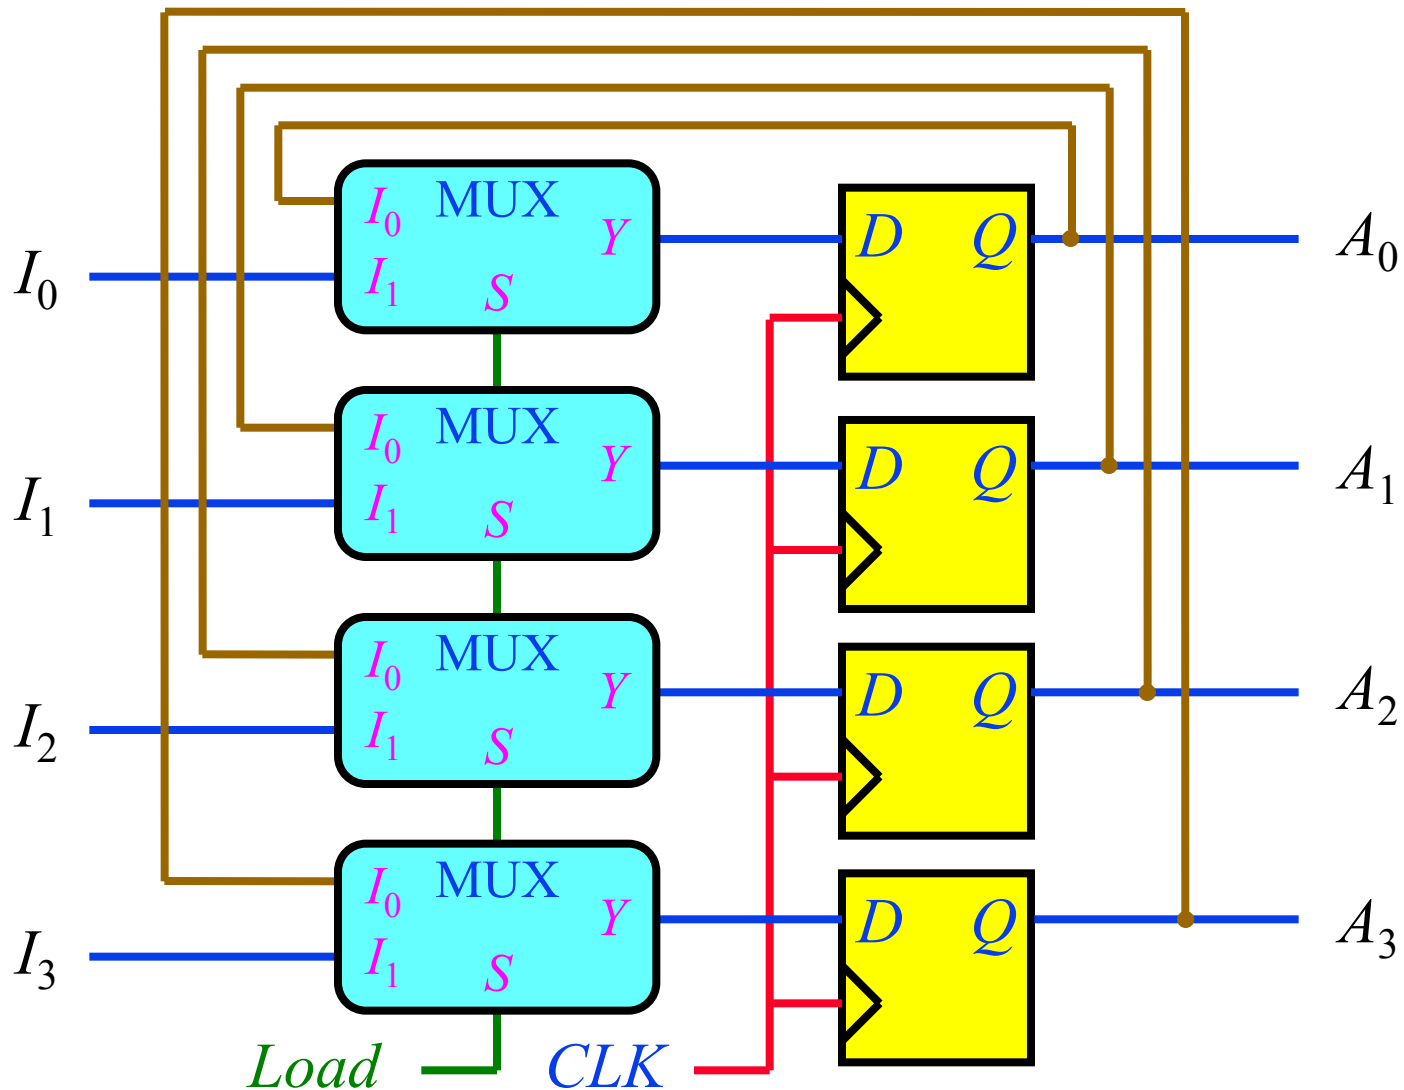 I0 MUX Y D Q A0
I0
I1
S
I1 MUX Y D Q A1
I0
I1
S
I2 MUX Y D Q A2
I0
I1
S
I3 MUX Y D Q A3
I0
I1
S
Load CLK